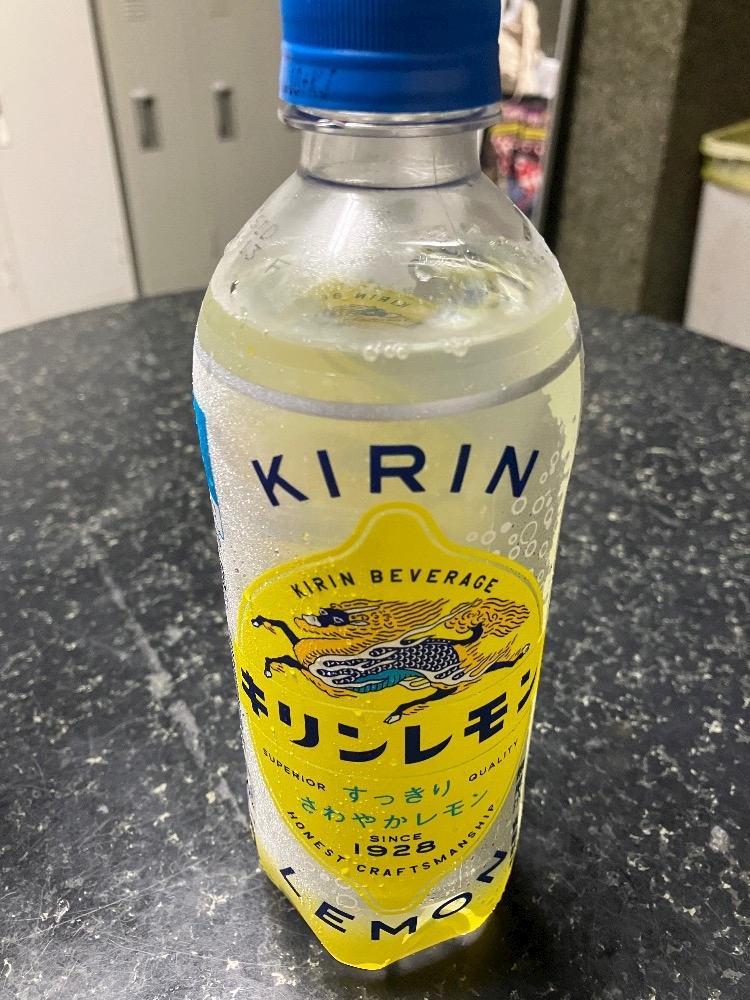 KIRIN
KIRIN BEVERAGE
キリンレモン
SUPERIOR QUALITY
すっきり
さわやかレモン
SINCE
1928
HONEST CRAFTSMANSHIP
LEMON